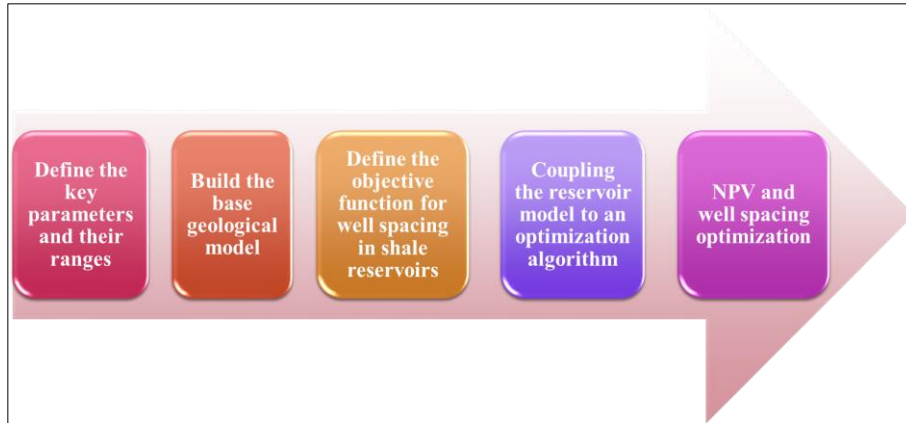 Define the
key
parameters
and their
ranges
Build the
base
geological
model
Define the
objective
function for
well spacing
in shale
reservoirs
Coupling
the reservoir
model to an
optimization
algorithm
NPV and
well spacing
optimization